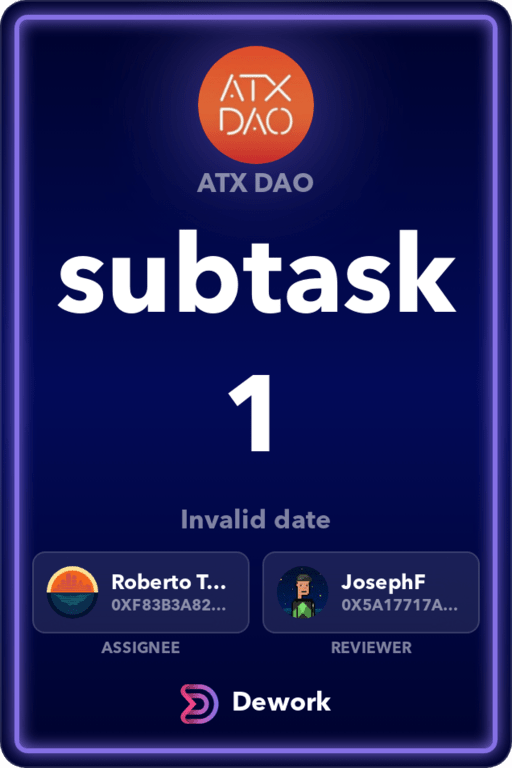 ATX
DAO
ATX DAO
subtask
1
Invalid date
Roberto T...
0XF83B3A82...
ASSIGNEE
JosephF
0X5A17717A...
REVIEWER
Dework